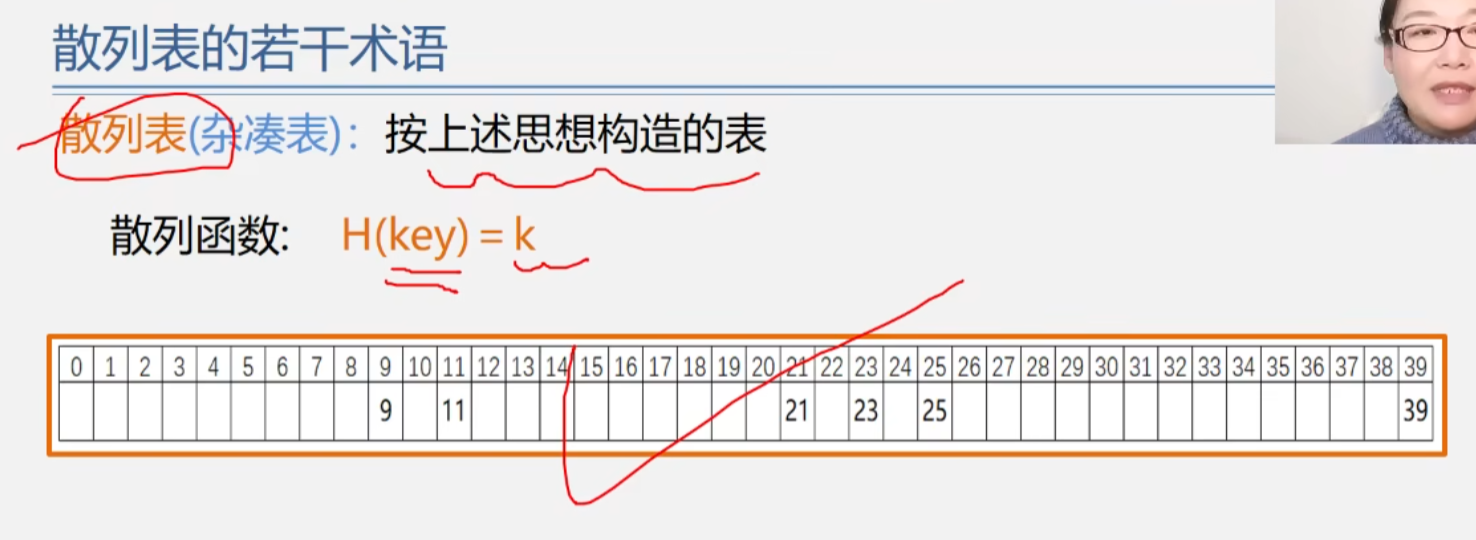 散列表的若干术语
散列表(杂凑表)：按上述思想构造的表
散列函数: H(key) = k
0 1 2 3 4 5 6 7 8 9 10 11 12 13 14 15 16 17 18 19 20 21 22 23 24 25 26 27 28 29 30 31 32 33 34 35 36 37 38 39
9 11 21 23 25 39